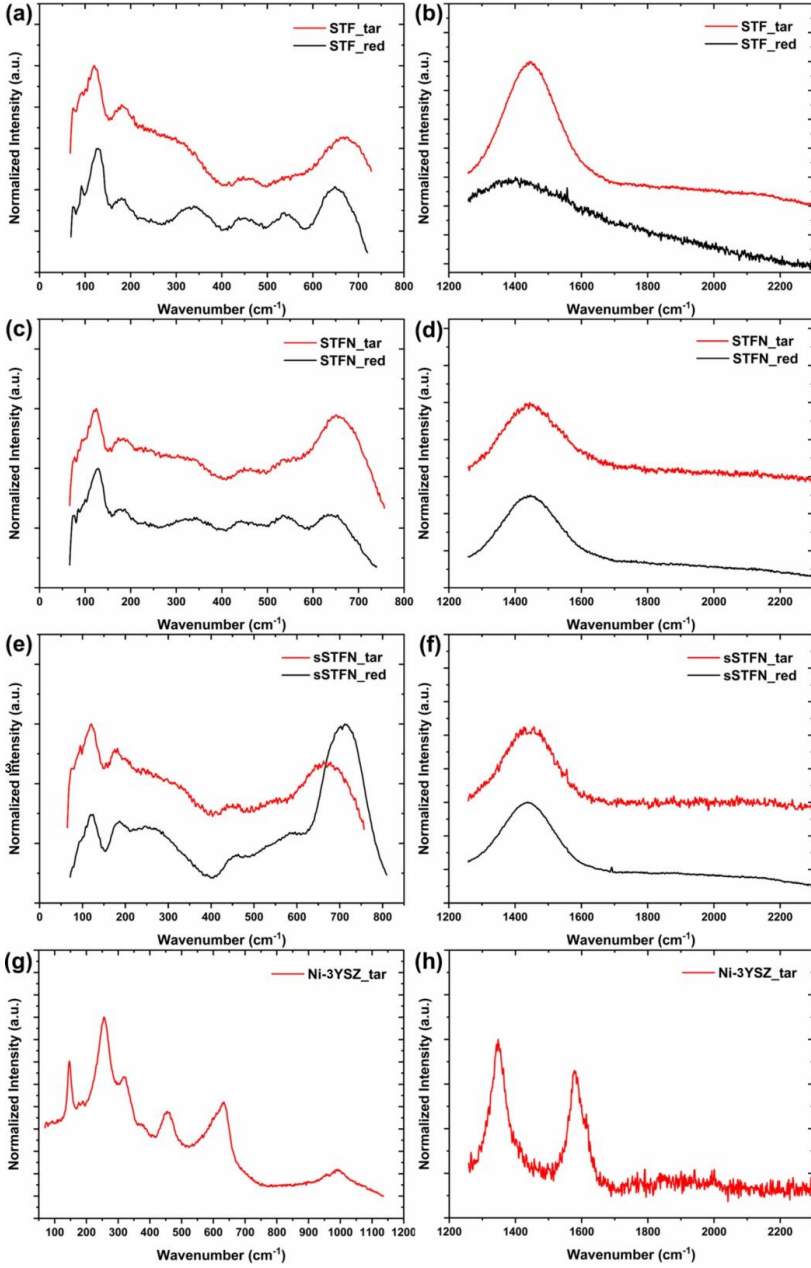 (a)
STF_tar
STF_red
Normalized Intensity (a.u.)
0 100 200 300 400 500 600 700 800
Wavenumber (cm-1)
(b)
STF_tar
STF_red
Normalized Intensity (a.u.)
1200 1400 1600 1800 2000 2200
Wavenumber (cm-1)
(c)
STFN_tar
STFN_red
Normalized Intensity (a.u.)
0 100 200 300 400 500 600 700 800
Wavenumber (cm-1)
(d)
STFN_tar
STFN_red
Normalized Intensity (a.u.)
1200 1400 1600 1800 2000 2200
Wavenumber (cm-1)
(e)
sSTFN_tar
sSTFN_red
Normalized Intensity (a.u.)
0 100 200 300 400 500 600 700 800
Wavenumber (cm-1)
(f)
sSTFN_tar
sSTFN_red
Normalized Intensity (a.u.)
1200 1400 1600 1800 2000 2200
Wavenumber (cm-1)
(g)
Ni-3YSZ_tar
Normalized Intensity (a.u.)
100 200 300 400 500 600 700 800 900 1000 1100 1200
Wavenumber (cm-1)
(h)
Ni-3YSZ_tar
Normalized Intensity (a.u.)
1200 1400 1600 1800 2000 2200
Wavenumber (cm-1)